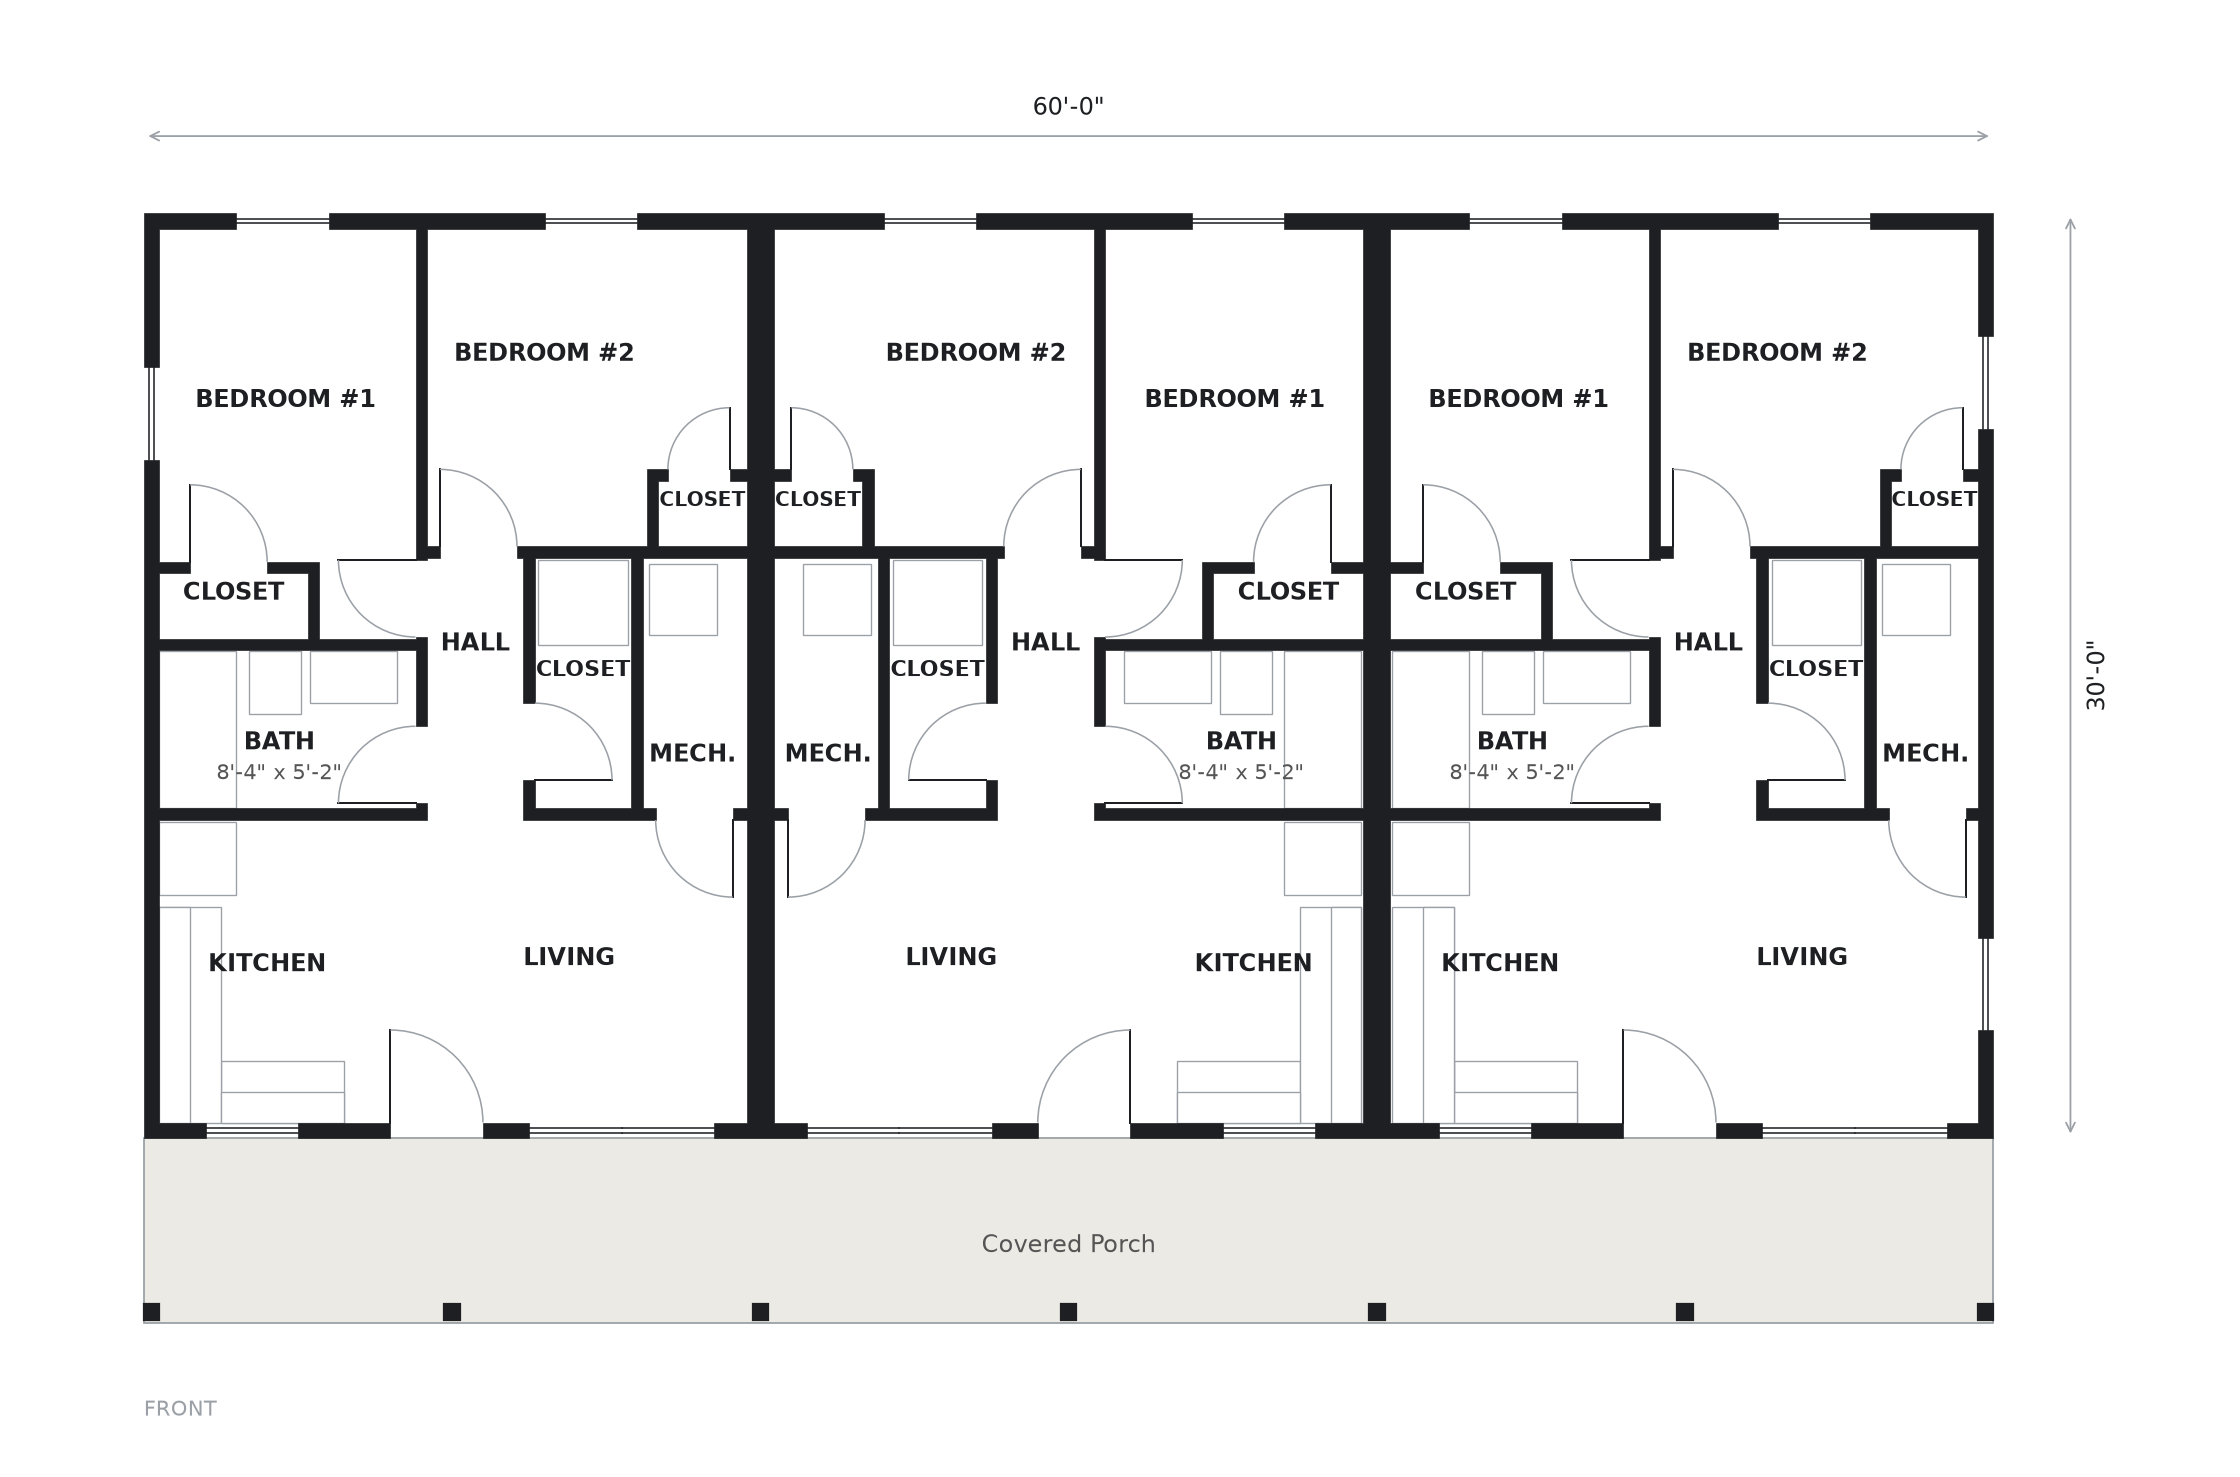 60'-0"
BEDROOM #2
BEDROOM #2
BEDROOM #2
BEDROOM #1
BEDROOM #1
BEDROOM #1
CLOSET
CLOSET
CLOSET
CLOSET
CLOSET
CLOSET
HALL
HALL
HALL
30'-0"
CLOSET
CLOSET
CLOSET
BATH
BATH
BATH
MECH.
MECH.
MECH.
8'-4" x 5'-2"
8'-4" x 5'-2"
8'-4" x 5'-2"
LIVING
LIVING
LIVING
KITCHEN
KITCHEN
KITCHEN
Covered Porch
FRONT